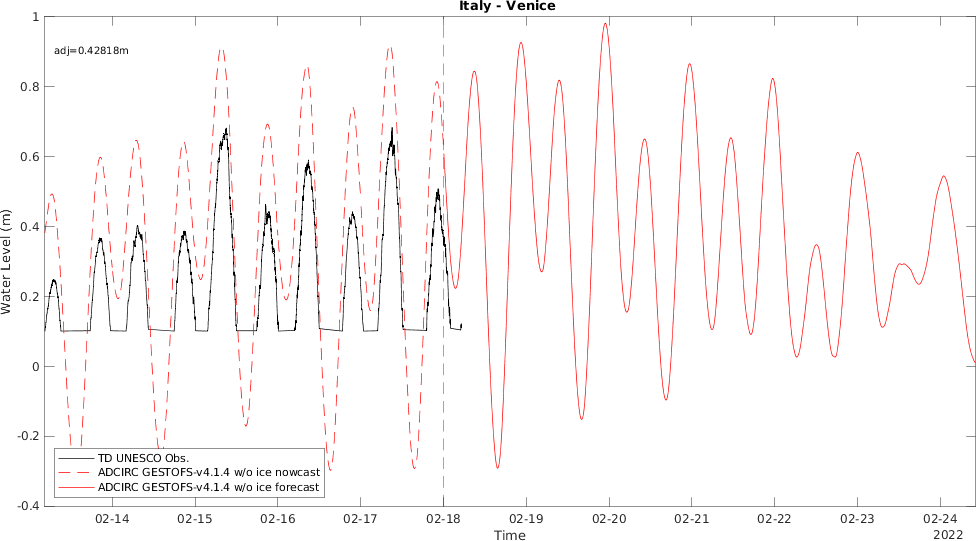 Italy - Venice
adj=0.42818m
Water Level (m)
1
0.8
0.6
0.4
0.2
0
-0.2
-0.4
TD UNESCO Obs.
ADCIRC GESTOFS-v4.1.4 w/o ice nowcast
ADCIRC GESTOFS-v4.1.4 w/o ice forecast
02-14 02-15 02-16 02-17 02-18 02-19 02-20 02-21 02-22 02-23 02-24
2022
Time